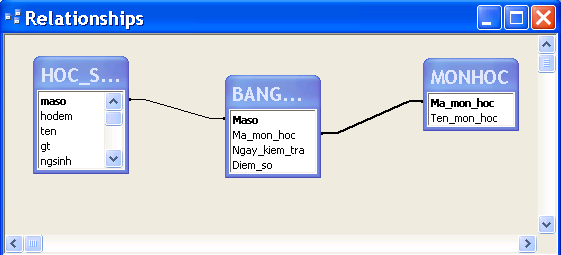 Relationships
HOC_S...
maso
hodem
ten
gt
ngsinh
BANG...
Maso
Ma_mon_hoc
Ngay_kiem_tra
Diem_so
MONHOC
Ma_mon_hoc
Ten_mon_hoc